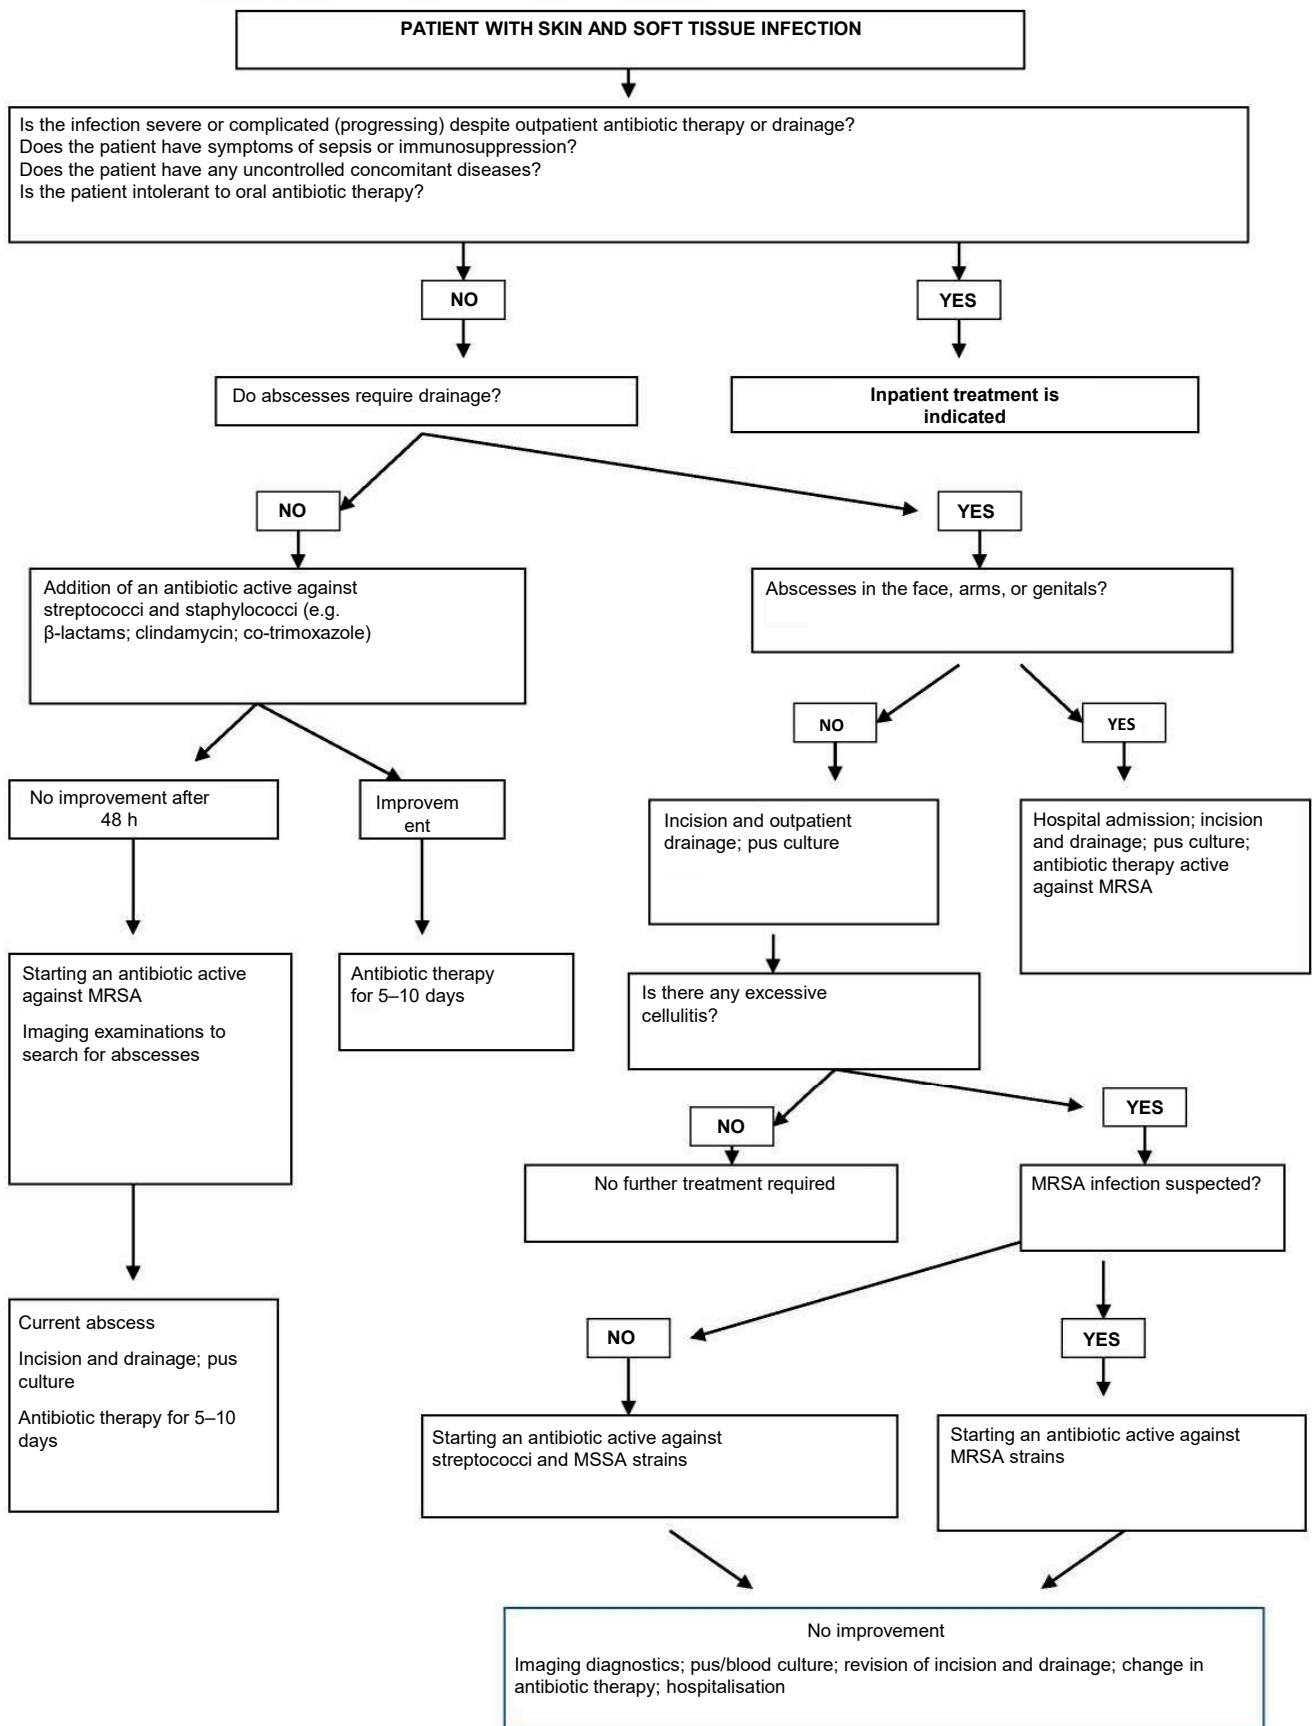 PATIENT WITH SKIN AND SOFT TISSUE INFECTION
Is the infection severe or complicated (progressing) despite outpatient antibiotic therapy or drainage?
Does the patient have symptoms of sepsis or immunosuppression?
Does the patient have any uncontrolled concomitant diseases?
Is the patient intolerant to oral antibiotic therapy?
NO
YES
Do abscesses require drainage?
Inpatient treatment is
indicated
NO
YES
Addition of an antibiotic active against
streptococci and staphylococci (e.g.
β-lactams; clindamycin; co-trimoxazole)
Abscesses in the face, arms, or genitals?
NO
YES
No improvement after
48 h
Improvem
ent
Incision and outpatient
drainage; pus culture
Hospital admission; incision
and drainage; pus culture;
antibiotic therapy active
against MRSA
Starting an antibiotic active
against MRSA
Imaging examinations to
search for abscesses
Antibiotic therapy
for 5–10 days
Is there any excessive
cellulitis?
NO
YES
No further treatment required
MRSA infection suspected?
Current abscess
Incision and drainage; pus
culture
Antibiotic therapy for 5–10
days
NO
YES
Starting an antibiotic active against
streptococci and MSSA strains
Starting an antibiotic active against
MRSA strains
No improvement
Imaging diagnostics; pus/blood culture; revision of incision and drainage; change in
antibiotic therapy; hospitalisation